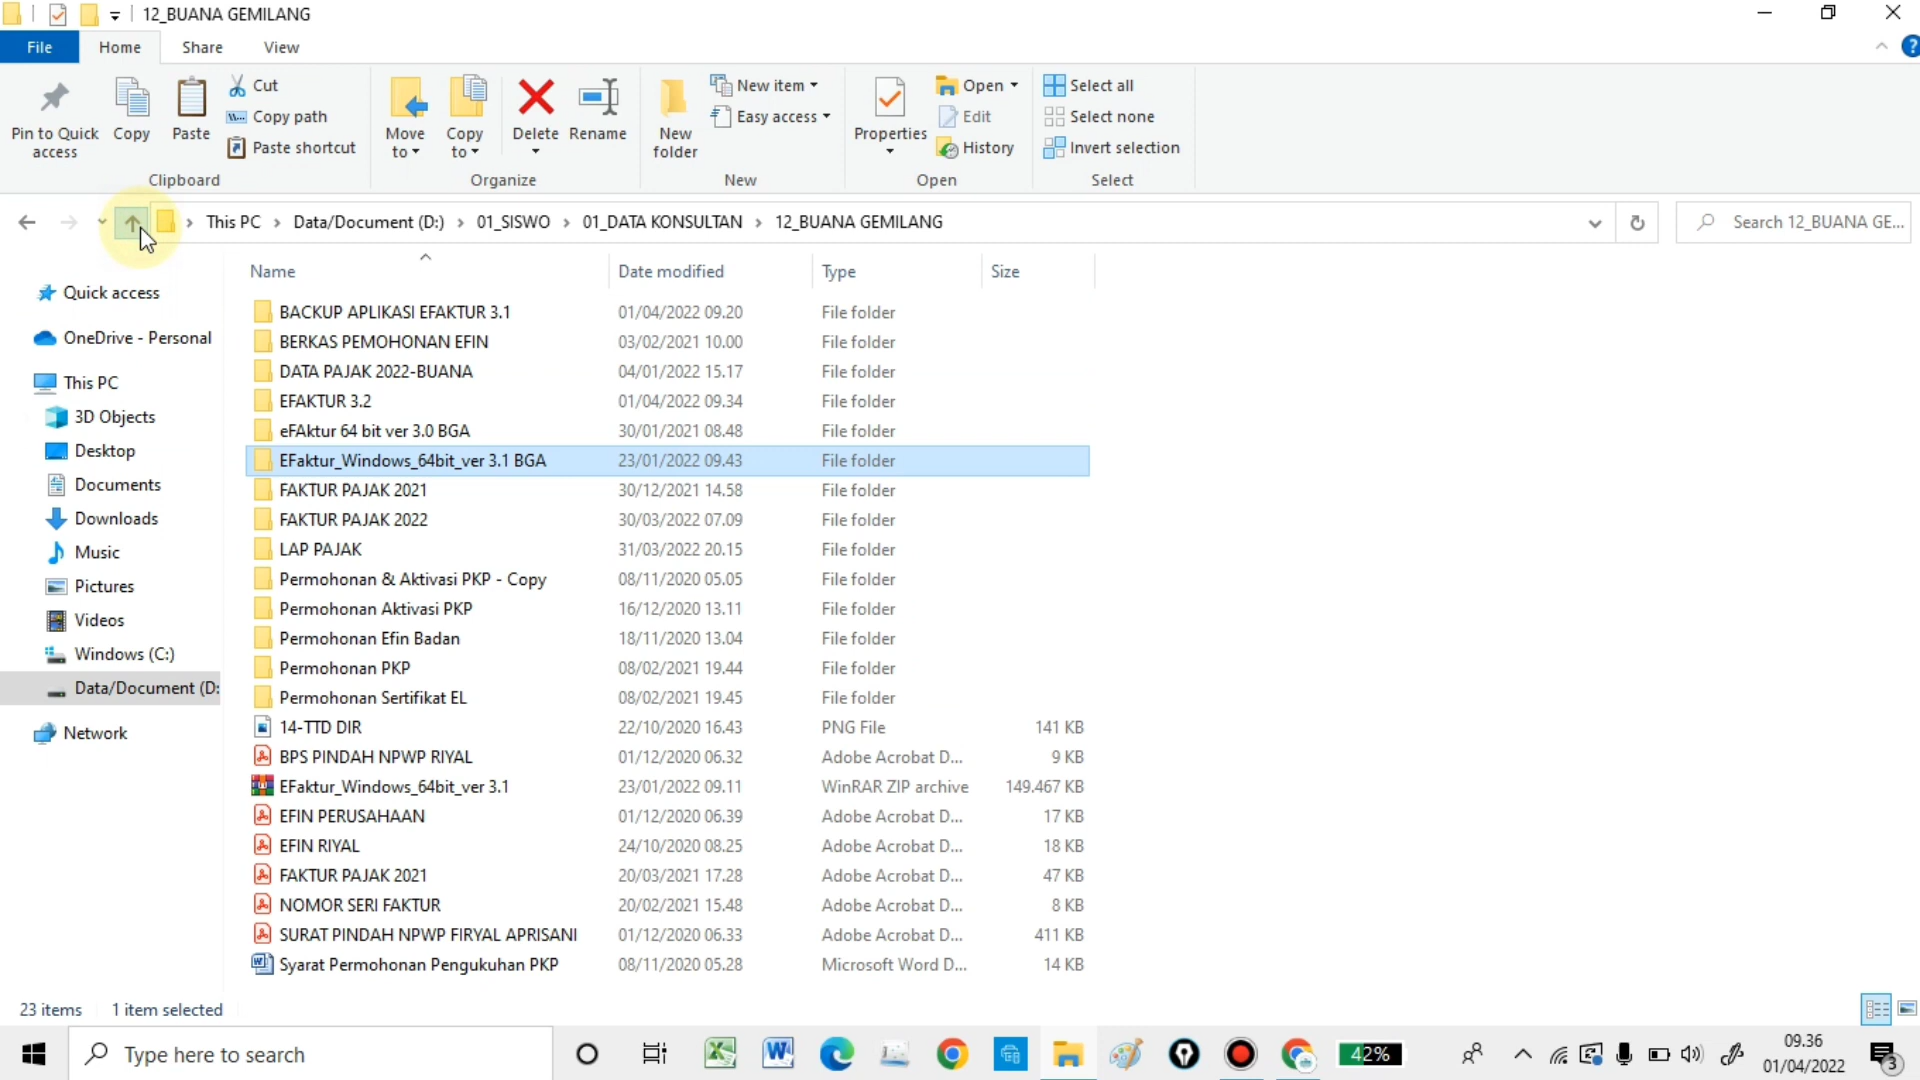 12_BUANA GEMILANG
File Home Share View
Pin to Quick access
Copy
Paste
Cut
Copy path
Paste shortcut
Clipboard
Move to
Copy to
Delete
Rename
Organize
New folder
New item
Easy access
New
Properties
Open
Edit
History
Open
Select all
Select none
Invert selection
Select
This PC > Data/Document (D:) > 01_SISWO > 01_DATA KONSULTAN > 12_BUANA GEMILANG
Search 12_BUANA GE...
Quick access
OneDrive - Personal
This PC
3D Objects
Desktop
Documents
Downloads
Music
Pictures
Videos
Windows (C:)
Data/Document (D:
Network
Name Date modified Type Size
BACKUP APLIKASI EFAKTUR 3.1 01/04/2022 09.20 File folder
BERKAS PEMOHONAN EFIN 03/02/2021 10.00 File folder
DATA PAJAK 2022-BUANA 04/01/2022 15.17 File folder
EFAKTUR 3.2 01/04/2022 09.34 File folder
eFAktur 64 bit ver 3.0 BGA 30/01/2021 08.48 File folder
EFaktur_Windows_64bit_ver 3.1 BGA 23/01/2022 09.43 File folder
FAKTUR PAJAK 2021 30/12/2021 14.58 File folder
FAKTUR PAJAK 2022 30/03/2022 07.09 File folder
LAP PAJAK 31/03/2022 20.15 File folder
Permohonan & Aktivasi PKP - Copy 08/11/2020 05.05 File folder
Permohonan Aktivasi PKP 16/12/2020 13.11 File folder
Permohonan Efin Badan 18/11/2020 13.04 File folder
Permohonan PKP 08/02/2021 19.44 File folder
Permohonan Sertifikat EL 08/02/2021 19.45 File folder
14-TTD DIR 22/10/2020 16.43 PNG File 141 KB
BPS PINDAH NPWP RIYAL 01/12/2020 06.32 Adobe Acrobat D... 9 KB
EFaktur_Windows_64bit_ver 3.1 23/01/2022 09.11 WinRAR ZIP archive 149.467 KB
EFIN PERUSAHAAN 01/12/2020 06.39 Adobe Acrobat D... 17 KB
EFIN RIYAL 24/10/2020 08.25 Adobe Acrobat D... 18 KB
FAKTUR PAJAK 2021 20/03/2021 17.28 Adobe Acrobat D... 47 KB
NOMOR SERI FAKTUR 20/02/2021 15.48 Adobe Acrobat D... 8 KB
SURAT PINDAH NPWP FIRYAL APRISANI 01/12/2020 06.33 Adobe Acrobat D... 411 KB
Syarat Permohonan Pengukuhan PKP 08/11/2020 05.28 Microsoft Word D... 14 KB
23 items 1 item selected
Type here to search
42%
09.36
01/04/2022
3